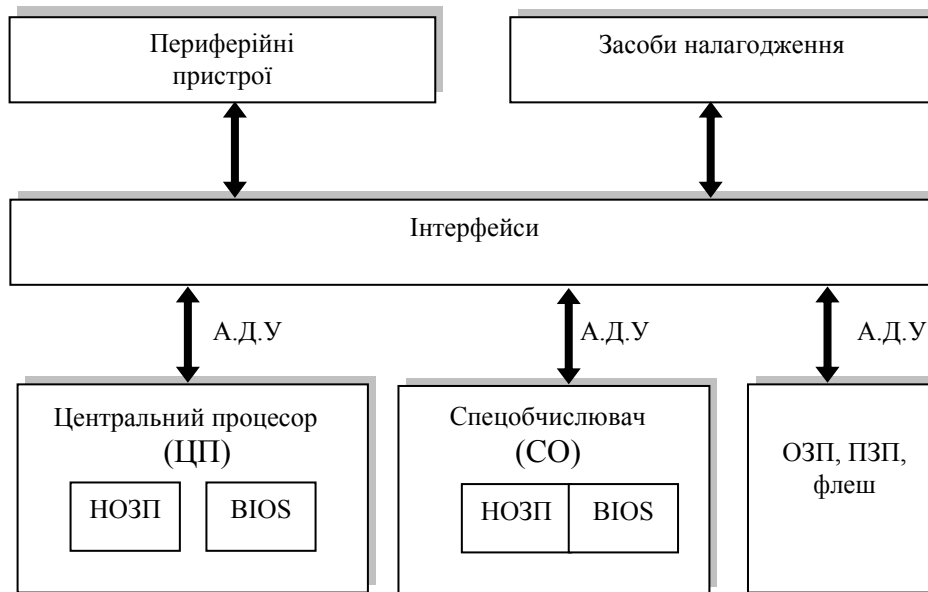 Периферійні
пристрої
Засоби налагодження
Інтерфейси
А.Д.У
А.Д.У
А.Д.У
Центральний процесор
(ЦП)
НОЗП
BIOS
Спецобчислювач
(СО)
НОЗП
BIOS
ОЗП, ПЗП,
флеш